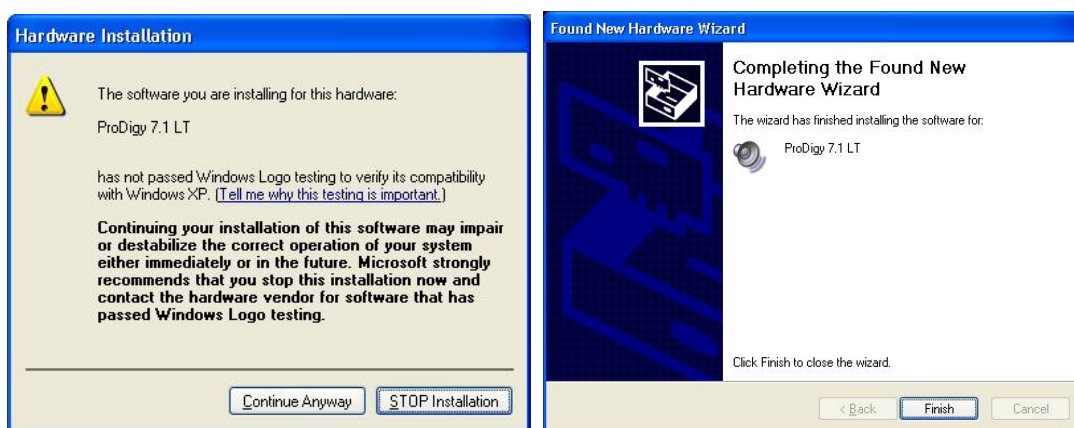 Hardware Installation
The software you are installing for this hardware:
ProDigy 7.1 LT
has not passed Windows Logo testing to verify its compatibility
with Windows XP. (Tell me why this testing is important.)
Continuing your installation of this software may impair
or destabilize the correct operation of your system
either immediately or in the future. Microsoft strongly
recommends that you stop this installation now and
contact the hardware vendor for software that has
passed Windows Logo testing.
Continue Anyway
STOP Installation
Found New Hardware Wizard
Completing the Found New
Hardware Wizard
The wizard has finished installing the software for:
ProDigy 7.1 LT
Click Finish to close the wizard.
< Back
Finish
Cancel